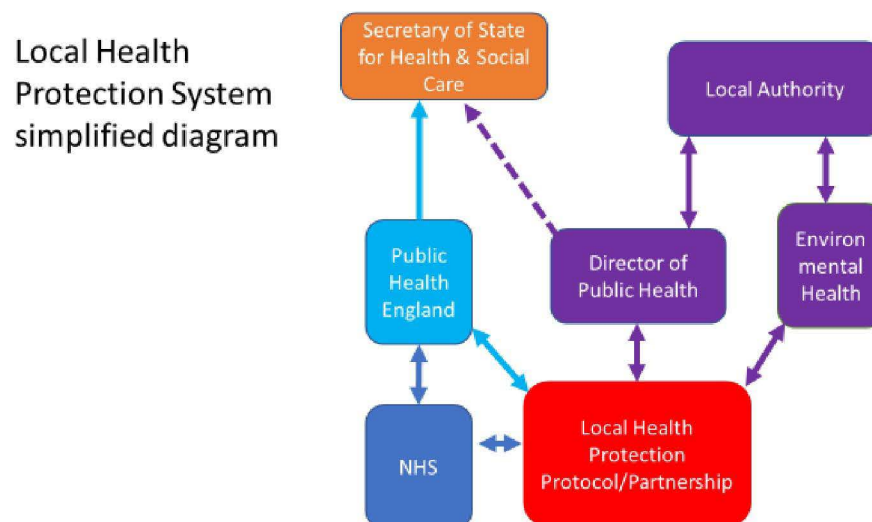 Local Health
Protection System
simplified diagram
Secretary of State
for Health & Social
Care
Local Authority
Public
Health
England
Director of
Public Health
Environ
mental
Health
NHS
Local Health
Protection
Protocol/Partnership